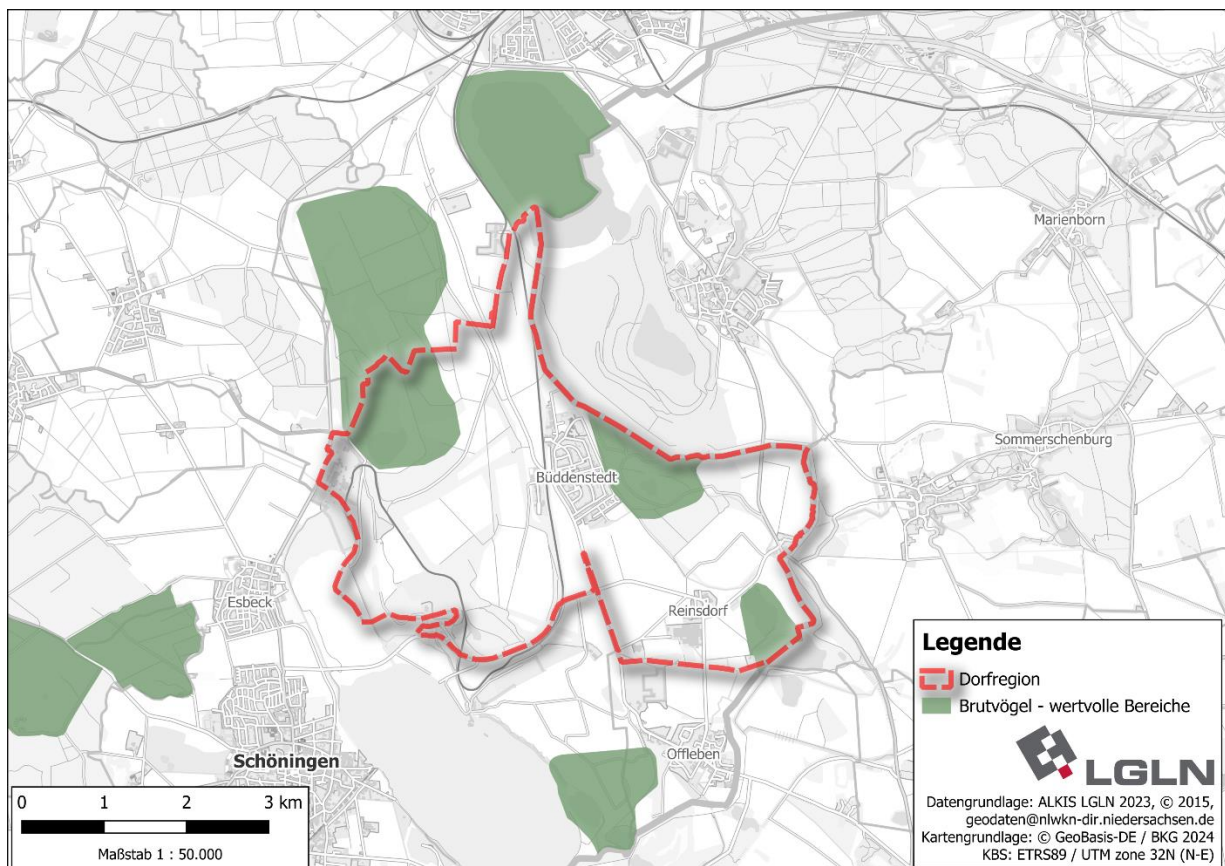 Marienborn
Sommerschenburg
Büddenstedt
Esbeck
Reinsdorf
Schöningen
Offleben
0 1 2 3 km
Maßstab 1 : 50.000
Legende
Dorfregion
Brutvögel - wertvolle Bereiche
LGLN
Datengrundlage: ALKIS LGLN 2023, © 2015,
geodaten@nlwkn-dir.niedersachsen.de
Kartengrundlage: © GeoBasis-DE / BKG 2024
KBS: ETRS89 / UTM zone 32N (N-E)